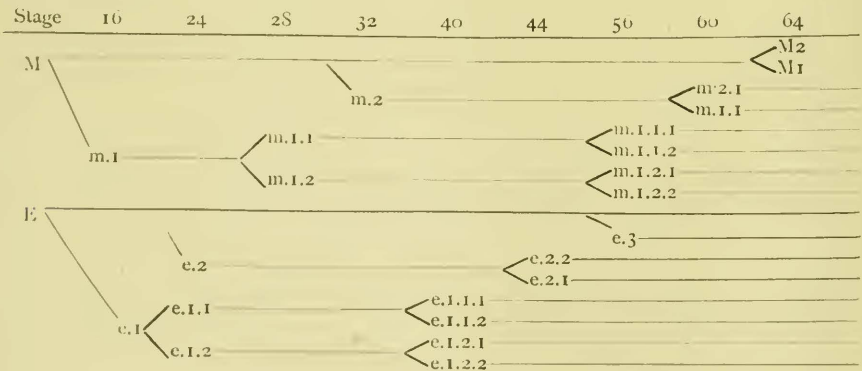 Stage 16 24 28 32 40 44 56 60 64
M2
M M1
m.2.1
m.2
m.1.1
m.1.1 m.1.1.1
m.1.1.2
m.1
m.1.2 m.1.2.1
m.1.2.2
E
e.3
e.2 e.2.2
e.2.1
e.1.1 e.1.1.1
e.1.1.2
e.1
e.1.2 e.1.2.1
e.1.2.2